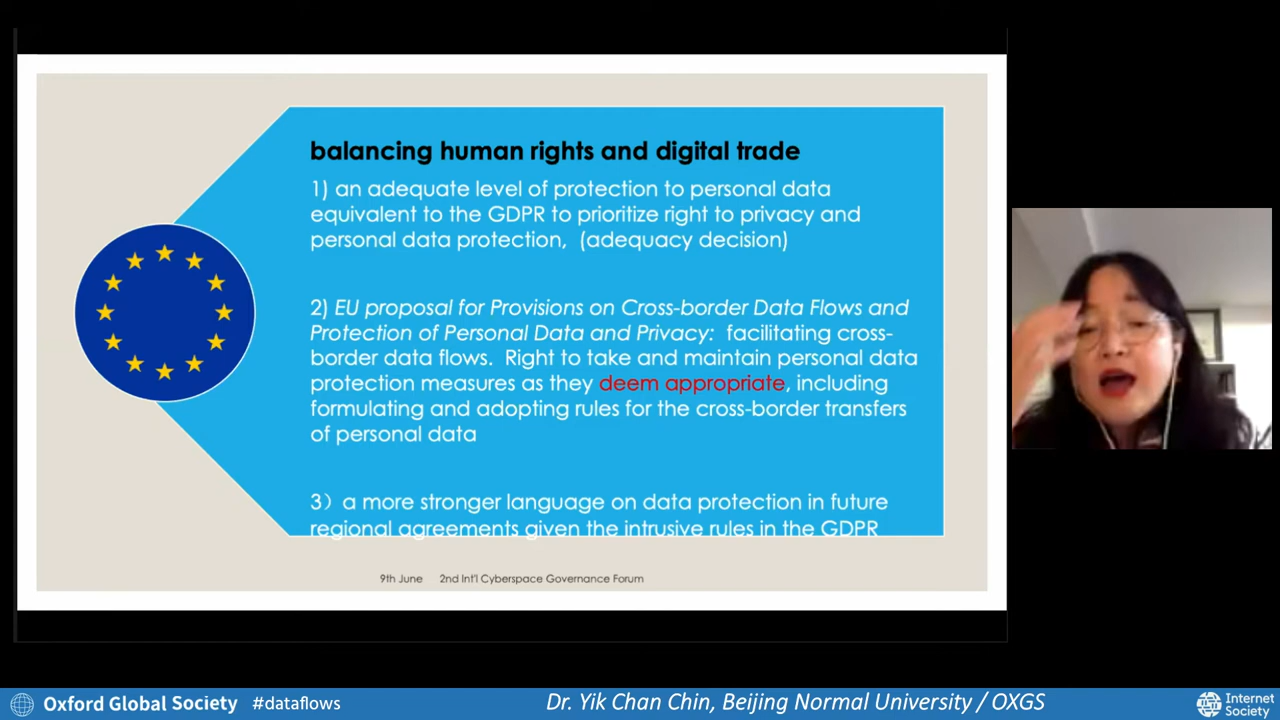 balancing human rights and digital trade
1) an adequate level of protection to personal data
equivalent to the GDPR to prioritize right to privacy and
personal data protection, (adequacy decision)
2) EU proposal for Provisions on Cross-border Data Flows and
Protection of Personal Data and Privacy: facilitating cross-
border data flows. Right to take and maintain personal data
protection measures as they deem appropriate, including
formulating and adopting rules for the cross-border transfers
of personal data
3）a more stronger language on data protection in future
regional agreements given the intrusive rules in the GDPR
9th June 2nd Int'l Cyberspace Governance Forum
Oxford Global Society #dataflows Dr. Yik Chan Chin, Beijing Normal University / OXGS
Internet
Society